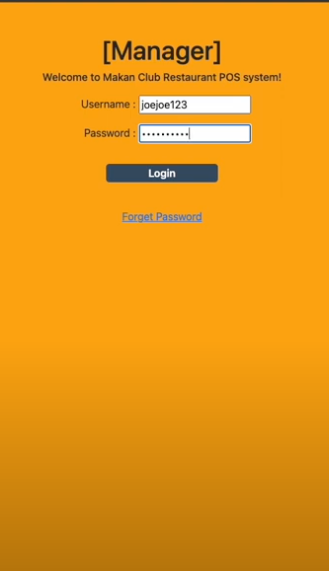 [Manager]
Welcome to Makan Club Restaurant POS system!
Username : joejoe123
Password : ••••••••••
Login
Forget Password